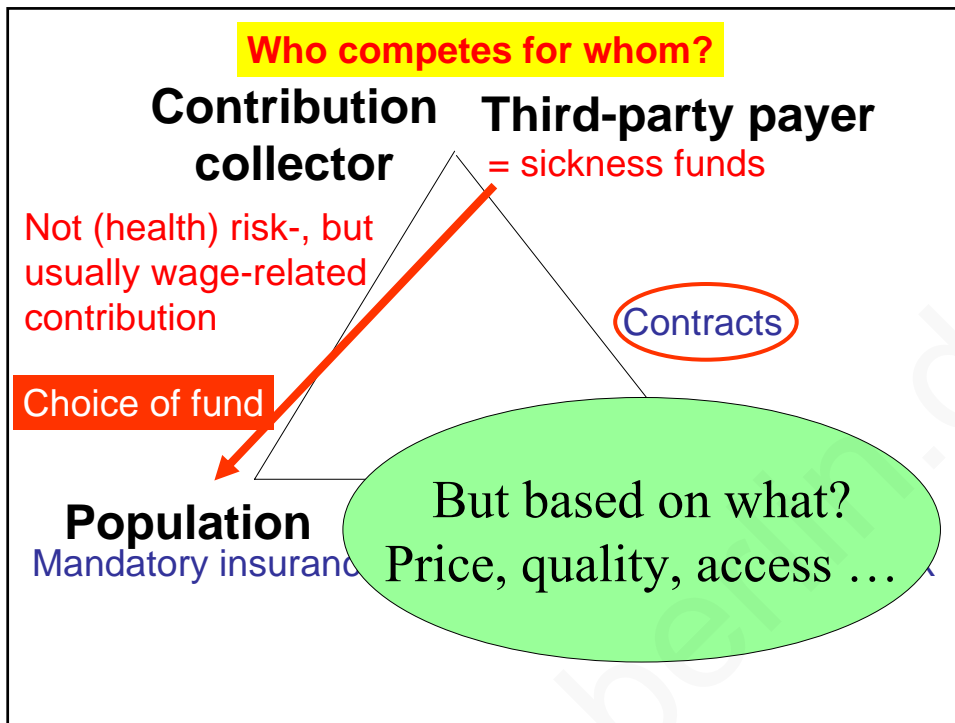 Who competes for whom?
Contribution
collector
Third-party payer
= sickness funds
Not (health) risk-, but
usually wage-related
contribution
Contracts
Choice of fund
Population
Mandatory
But based on what?
Price, quality, access …
berlin.d